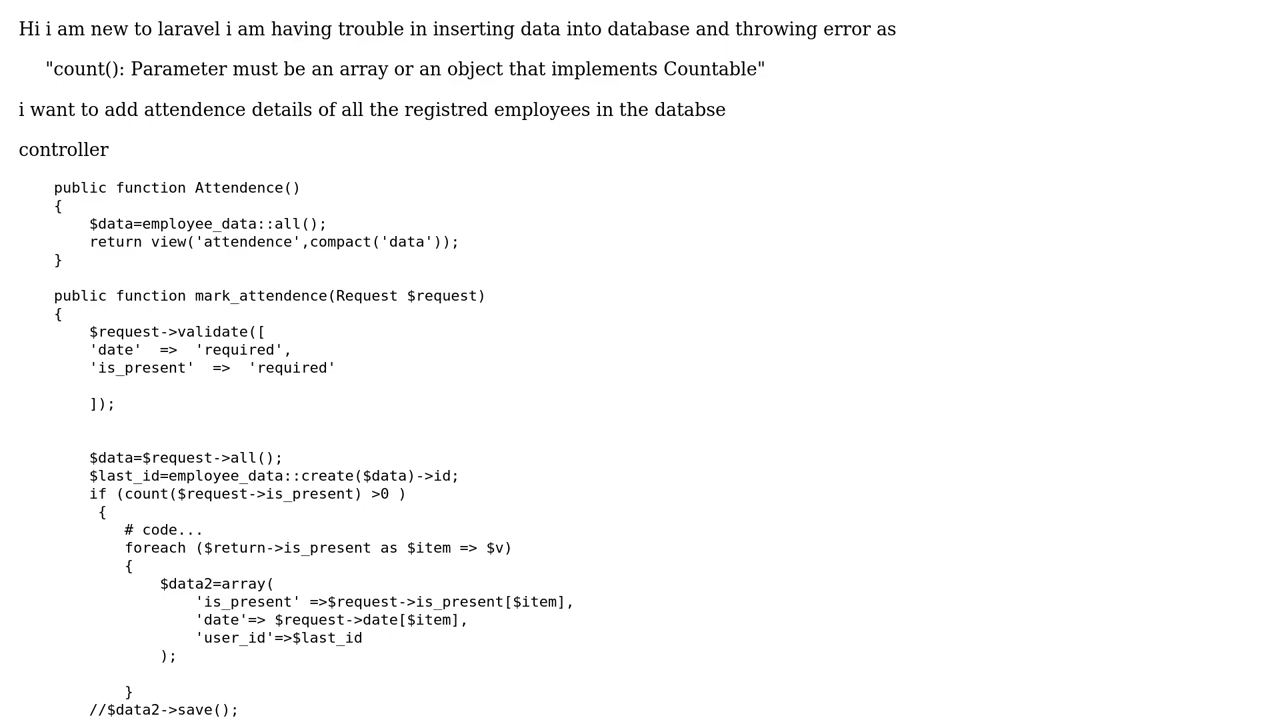 Hi i am new to laravel i am having trouble in inserting data into database and throwing error as
"count(): Parameter must be an array or an object that implements Countable"
i want to add attendence details of all the registred employees in the databse
controller
public function Attendence()
{
    $data=employee_data::all();
    return view('attendence',compact('data'));
}
public function mark_attendence(Request $request)
{
    $request->validate([
    'date'  =>  'required',
    'is_present'  =>  'required'
    ]);
    $data=$request->all();
    $last_id=employee_data::create($data)->id;
    if (count($request->is_present) >0 )
     {
        # code...
        foreach ($return->is_present as $item => $v)
        {
            $data2=array(
                'is_present' =>$request->is_present[$item],
                'date'=> $request->date[$item],
                'user_id'=>$last_id
            );
        }
    //$data2->save();